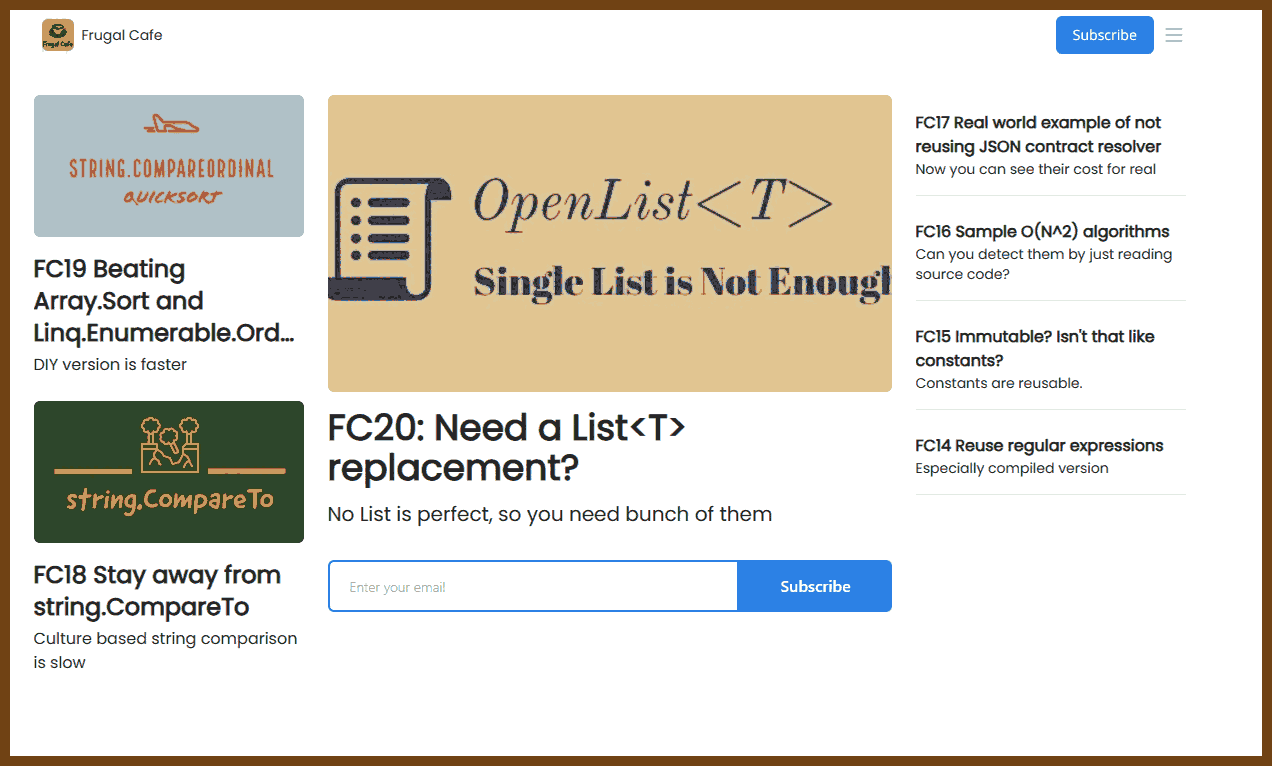 Frugal Cafe
Frugal Cafe
Subscribe
STRING.COMPAREORDINAL
QUICKSORT
FC19 Beating
Array.Sort and
Linq.Enumerable.Ord...
DIY version is faster
string.CompareTo
FC18 Stay away from
string.CompareTo
Culture based string comparison
is slow
OpenList<T>
Single List is Not Enough
FC20: Need a List<T>
replacement?
No List is perfect, so you need bunch of them
Enter your email
Subscribe
FC17 Real world example of not
reusing JSON contract resolver
Now you can see their cost for real
FC16 Sample O(N^2) algorithms
Can you detect them by just reading
source code?
FC15 Immutable? Isn't that like
constants?
Constants are reusable.
FC14 Reuse regular expressions
Especially compiled version